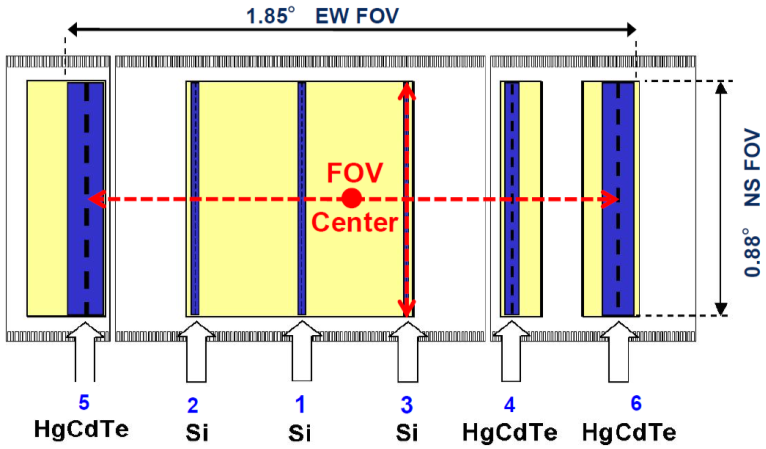 1.85° EW FOV
FOV
Center
0.88° NS FOV
5 2 1 3 4 6
HgCdTe Si Si Si HgCdTe HgCdTe